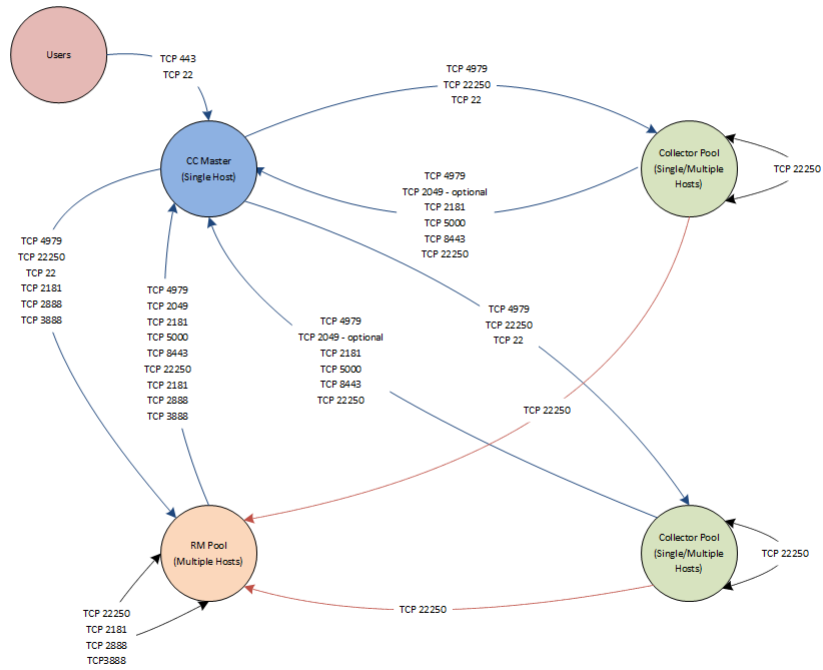 Users
TCP 443
TCP 22
TCP 4979
TCP 22250
TCP 22
CC Master
(Single Host)
Collector Pool
(Single/Multiple
Hosts)
TCP 22250
TCP 4979
TCP 2049 - optional
TCP 2181
TCP 5000
TCP 8443
TCP 22250
TCP 4979
TCP 22250
TCP 22
TCP 2181
TCP 2888
TCP 3888
TCP 4979
TCP 2049
TCP 2181
TCP 5000
TCP 8443
TCP 22250
TCP 2181
TCP 2888
TCP 3888
TCP 4979
TCP 2049 - optional
TCP 2181
TCP 5000
TCP 8443
TCP 22250
TCP 4979
TCP 22250
TCP 22
TCP 22250
RM Pool
(Multiple Hosts)
Collector Pool
(Single/Multiple
Hosts)
TCP 22250
TCP 22250
TCP 22250
TCP 2181
TCP 2888
TCP3888